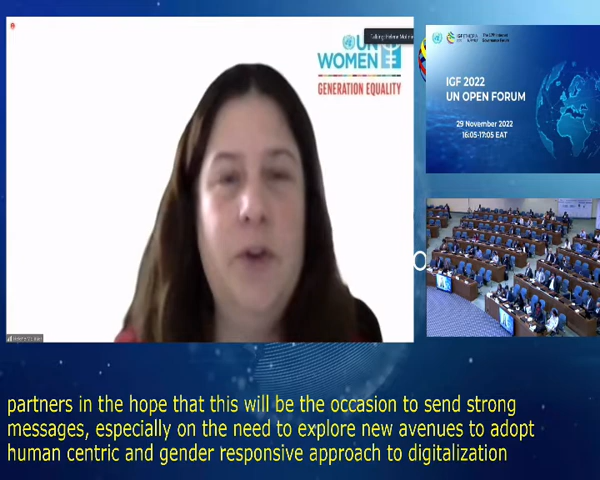 UN
WOMEN
GENERATION EQUALITY
IGF 2022
UN OPEN FORUM
29 November 2022
16:05-17:05 EAT
partners in the hope that this will be the occasion to send strong
messages, especially on the need to explore new avenues to adopt
human centric and gender responsive approach to digitalization